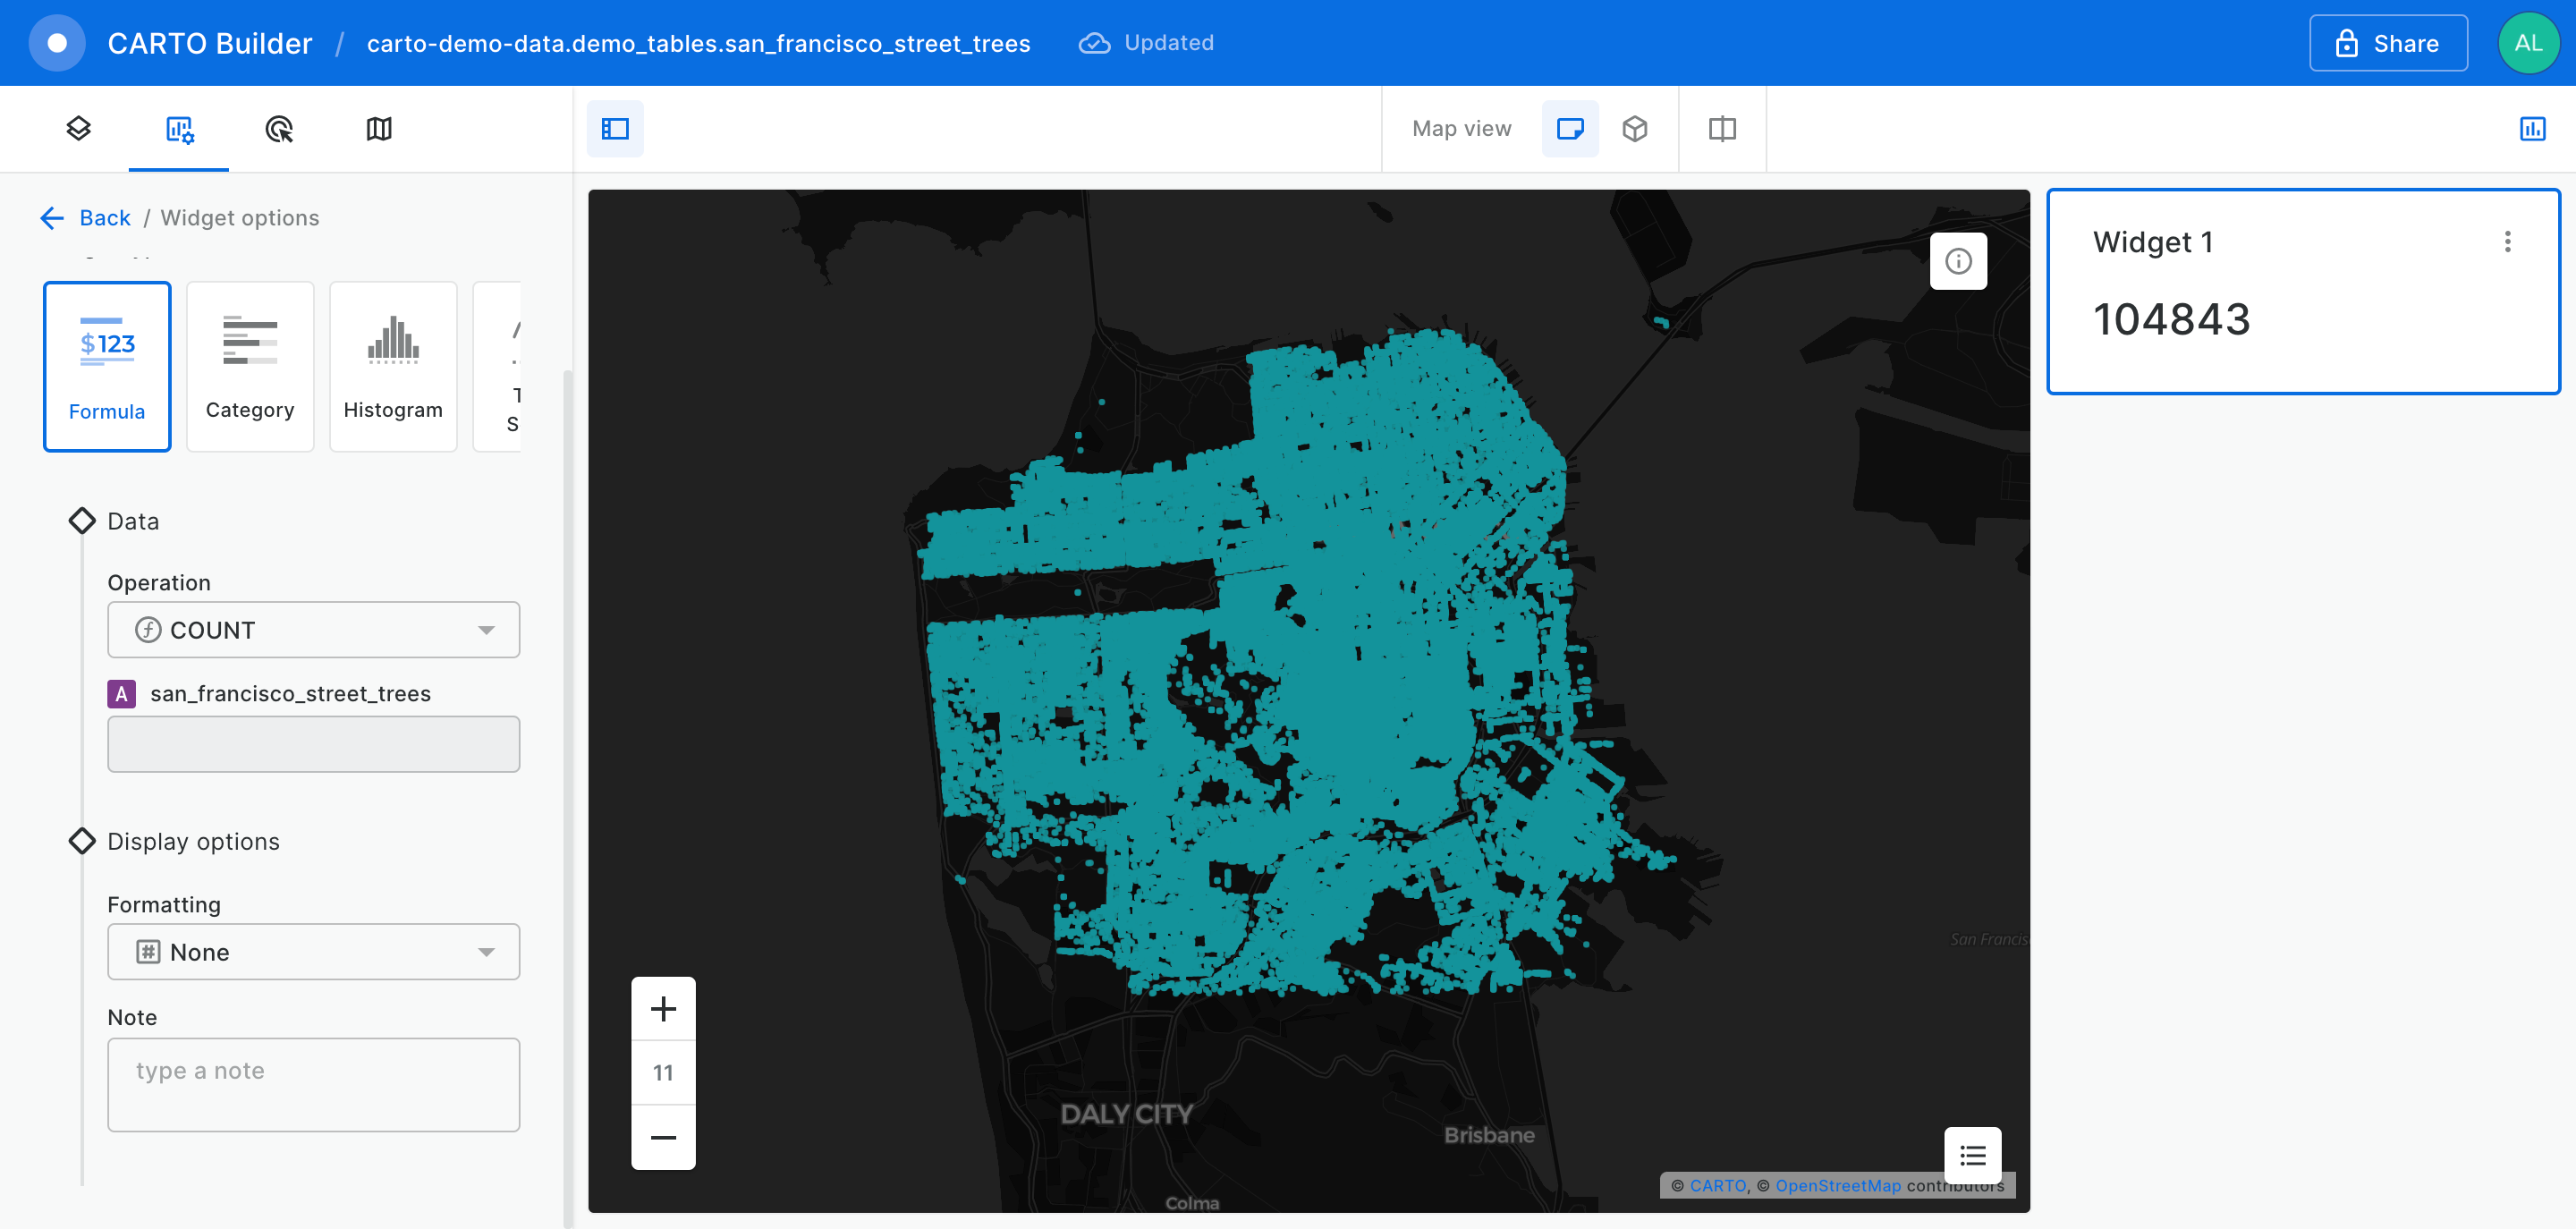 CARTO Builder / carto-demo-data.demo_tables.san_francisco_street_trees Updated Share AL
Map view
Back / Widget options
$123
Formula
Category
Histogram
Data
Operation
COUNT
A san_francisco_street_trees
Display options
Formatting
# None
Note
type a note
11
DALY CITY
Brisbane
Colma
San Francis
© CARTO, © OpenStreetMap contributors
Widget 1
104843